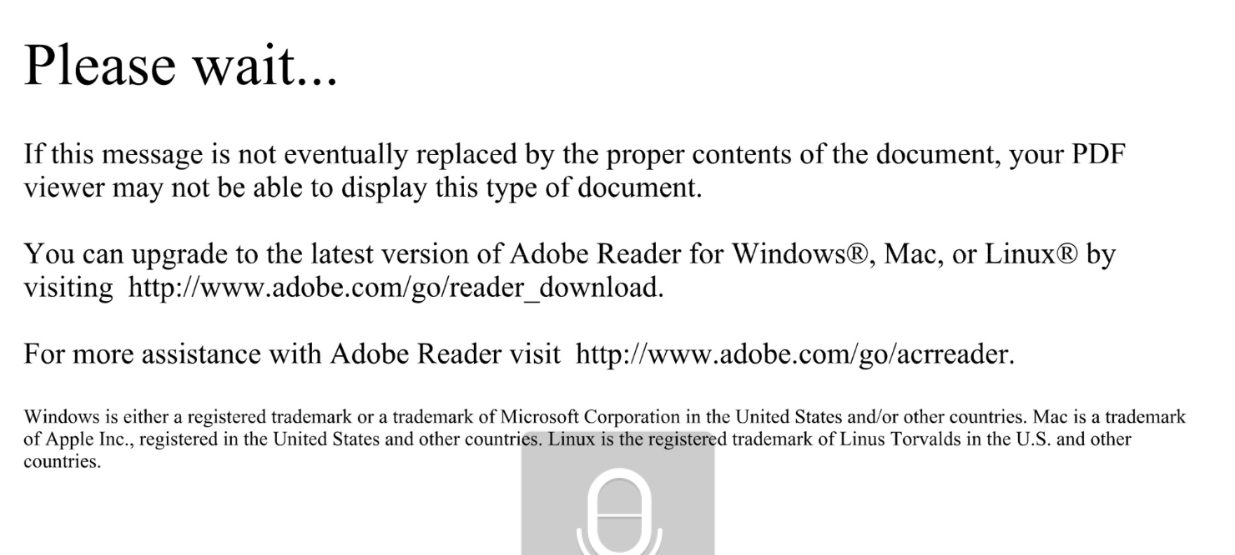 Please wait...
If this message is not eventually replaced by the proper contents of the document, your PDF
viewer may not be able to display this type of document.
You can upgrade to the latest version of Adobe Reader for Windows®, Mac, or Linux® by
visiting  http://www.adobe.com/go/reader_download.
For more assistance with Adobe Reader visit  http://www.adobe.com/go/acrreader.
Windows is either a registered trademark or a trademark of Microsoft Corporation in the United States and/or other countries. Mac is a trademark
of Apple Inc., registered in the United States and other countries. Linux is the registered trademark of Linus Torvalds in the U.S. and other
countries.